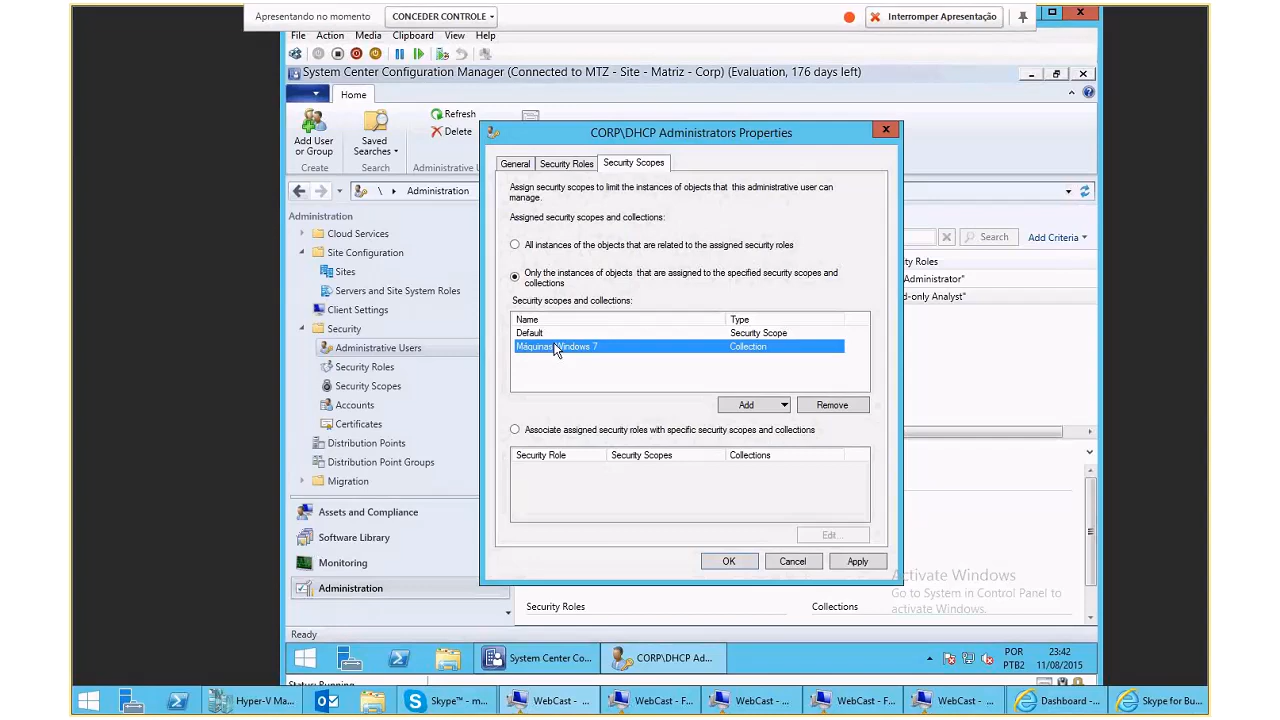 Apresentando no momento
CONCEDER CONTROLE
Interromper Apresentação
File Action Media Clipboard View Help
System Center Configuration Manager (Connected to MTZ - Site - Matriz - Corp) (Evaluation, 176 days left)
Home
Add User or Group
Saved Searches
Refresh
Delete
Create
Search
Administrative U
\ Administration
Search
Add Criteria
Administration
Cloud Services
Site Configuration
Sites
Servers and Site System Roles
Client Settings
Security
Administrative Users
Security Roles
Security Scopes
Accounts
Certificates
Distribution Points
Distribution Point Groups
Migration
Assets and Compliance
Software Library
Monitoring
Administration
CORP\DHCP Administrators Properties
General Security Roles Security Scopes
Assign security scopes to limit the instances of objects that this administrative user can
manage.
Assigned security scopes and collections:
All instances of the objects that are related to the assigned security roles
Only the instances of objects that are assigned to the specified security scopes and
collections
Security scopes and collections:
Name Type
Default Security Scope
Máquinas Windows 7 Collection
Add Remove
Associate assigned security roles with specific security scopes and collections
Security Role Security Scopes Collections
Edit...
OK Cancel Apply
ty Roles
Administrator"
d-only Analyst"
Security Roles Collections
Activate Windows
Go to System in Control Panel to
activate Windows.
Ready
System Center Co...
CORP\DHCP Ad...
POR
PTB2
23:42
11/08/2015
Status: Running
Hyper-V Ma...
Skype™ - m...
WebCast - ...
WebCast - F...
WebCast - ...
WebCast - F...
WebCast - ...
Dashboard - ...
Skype for Bu...